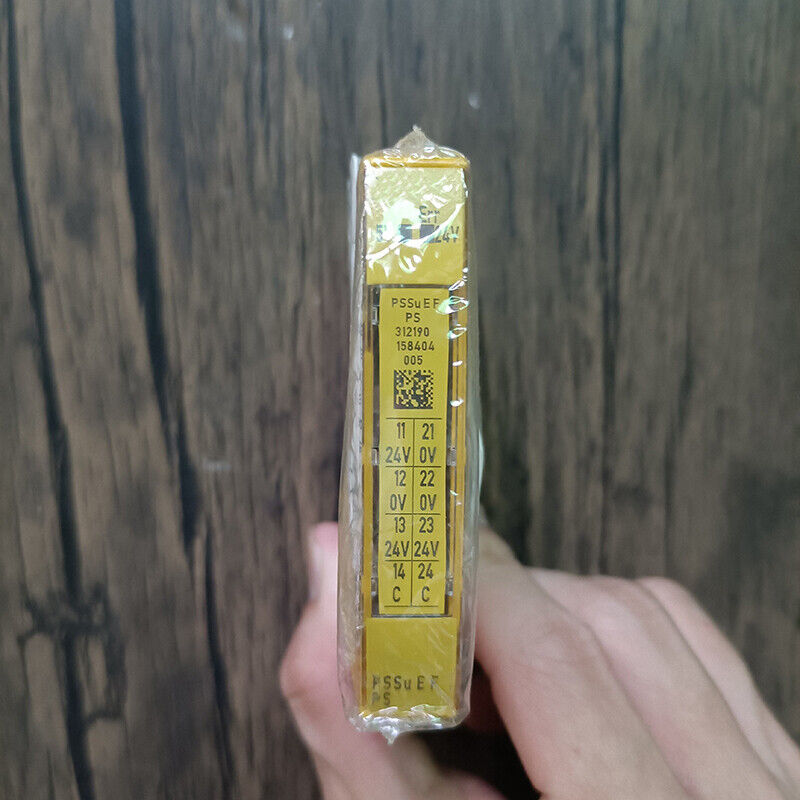 Err
24V
PSSu E F
PS
312190
158404
005
11 21
24V 0V
12 22
0V 0V
13 23
24V 24V
14 24
C C
PSSu E F
PS